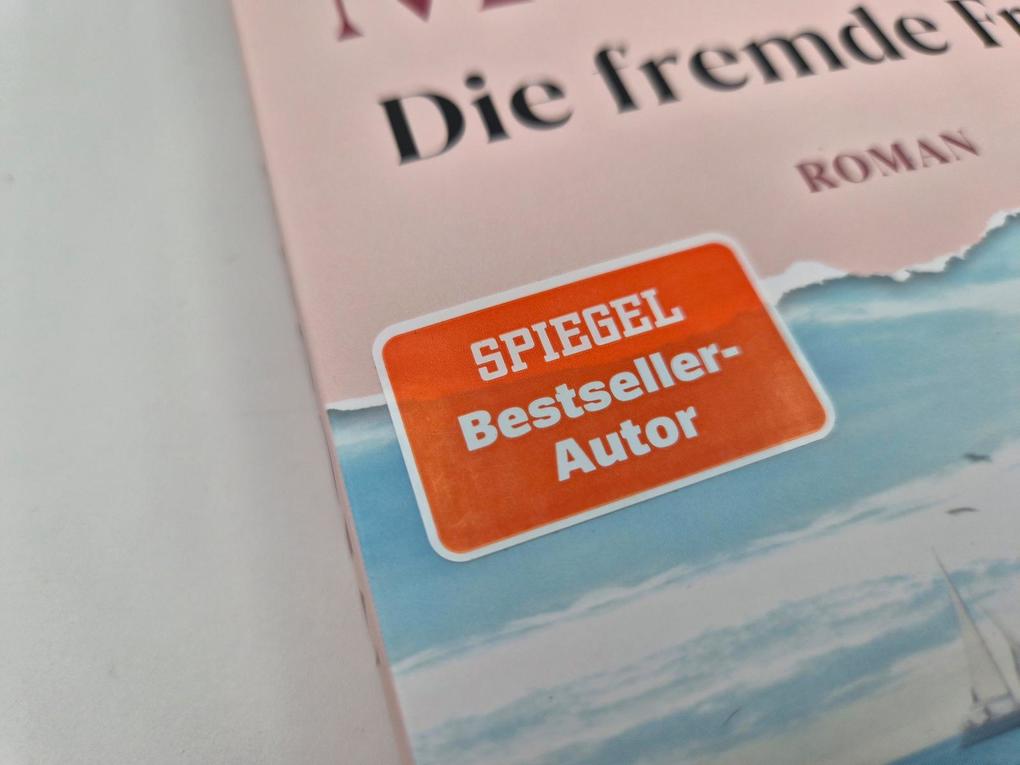 Die fremde
ROMAN
SPIEGEL
Bestseller-
Autor